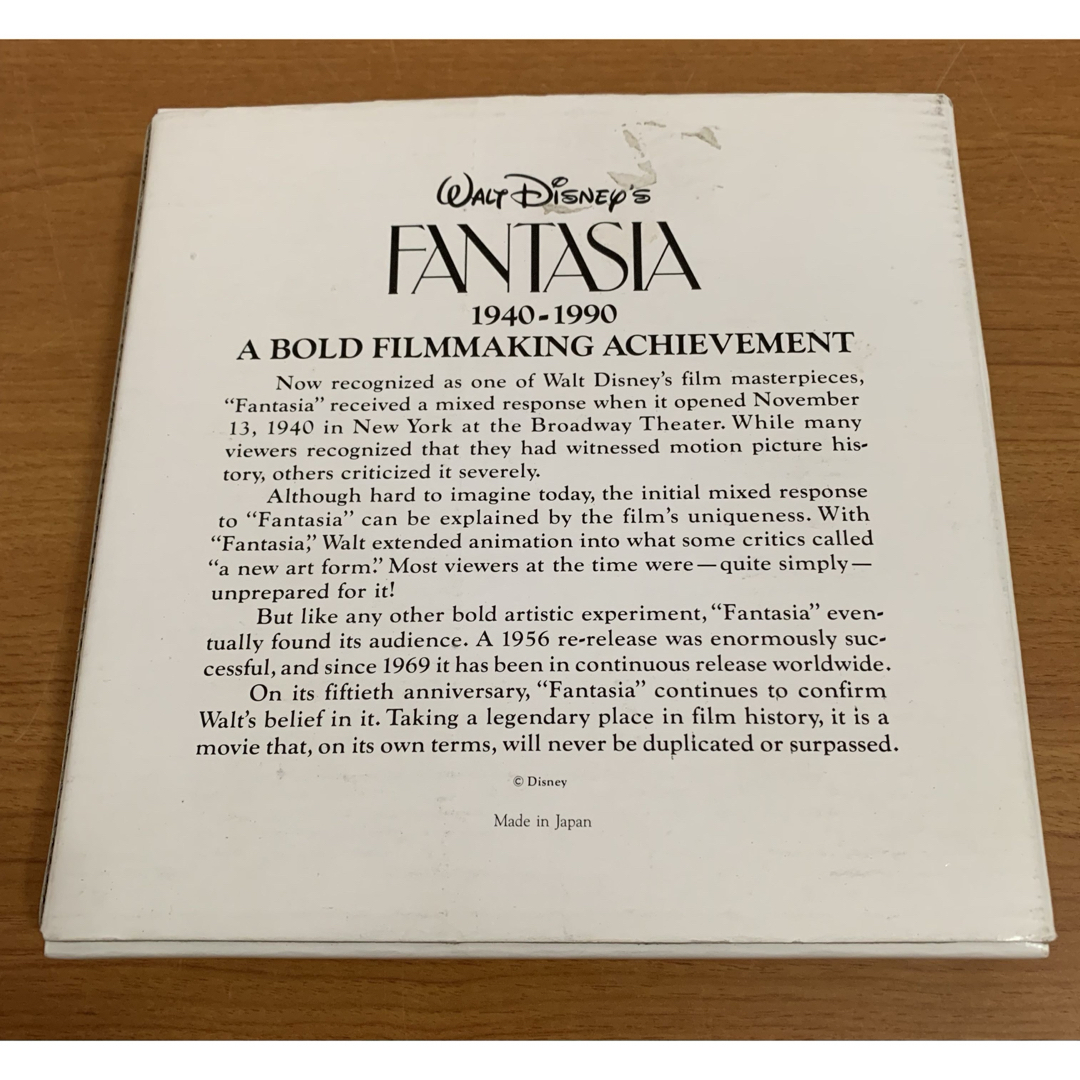 WALT DISNEY'S
FANTASIA
1940-1990
A BOLD FILMMAKING ACHIEVEMENT
Now recognized as one of Walt Disney's film masterpieces,
“Fantasia” received a mixed response when it opened November
13, 1940 in New York at the Broadway Theater. While many
viewers recognized that they had witnessed motion picture his-
tory, others criticized it severely.
Although hard to imagine today, the initial mixed response
to “Fantasia” can be explained by the film's uniqueness. With
“Fantasia,” Walt extended animation into what some critics called
“a new art form.” Most viewers at the time were—quite simply—
unprepared for it!
But like any other bold artistic experiment, “Fantasia” even-
tually found its audience. A 1956 re-release was enormously suc-
cessful, and since 1969 it has been in continuous release worldwide.
On its fiftieth anniversary, “Fantasia” continues to confirm
Walt's belief in it. Taking a legendary place in film history, it is a
movie that, on its own terms, will never be duplicated or surpassed.
© Disney
Made in Japan